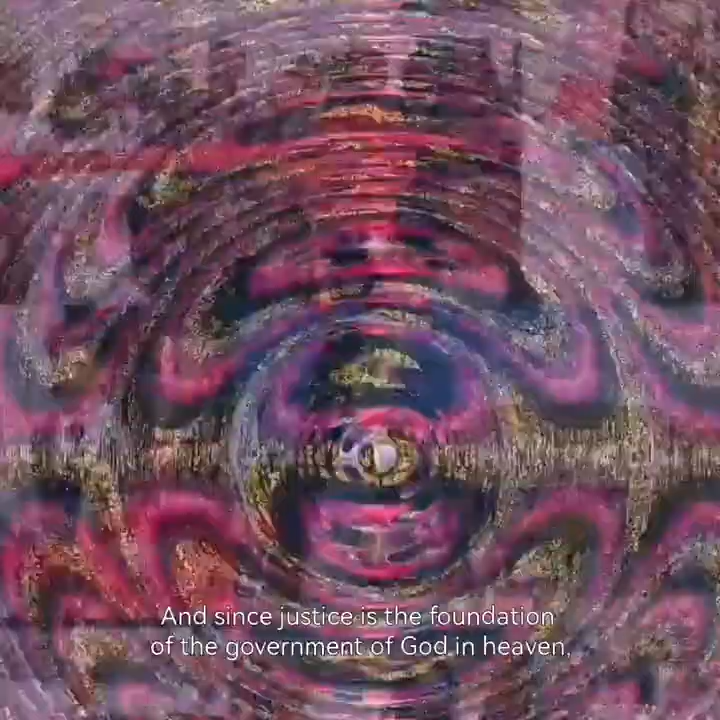 And since justice is the foundation
of the government of God in heaven,